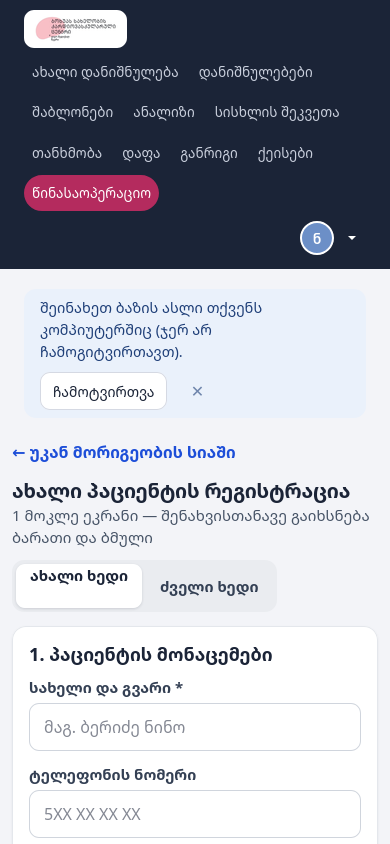 ახალი დანიშნულება
დანიშნულებები
შაბლონები
ანალიზი
სისხლის შეკვეთა
თანხმობა
დაფა
განრიგი
ქეისები
წინასაოპერაციო
ნ
შეინახეთ ბაზის ასლი თქვენს
კომპიუტერშიც (ჯერ არ
ჩამოგიტვირთავთ).
ჩამოტვირთვა
✕
← უკან მორიგეობის სიაში
ახალი პაციენტის რეგისტრაცია
1 მოკლე ეკრანი — შენახვისთანავე გაიხსნება
ბარათი და ბმული
ახალი ხედი
ძველი ხედი
1. პაციენტის მონაცემები
სახელი და გვარი *
მაგ. ბერიძე ნინო
ტელეფონის ნომერი
5XX XX XX XX